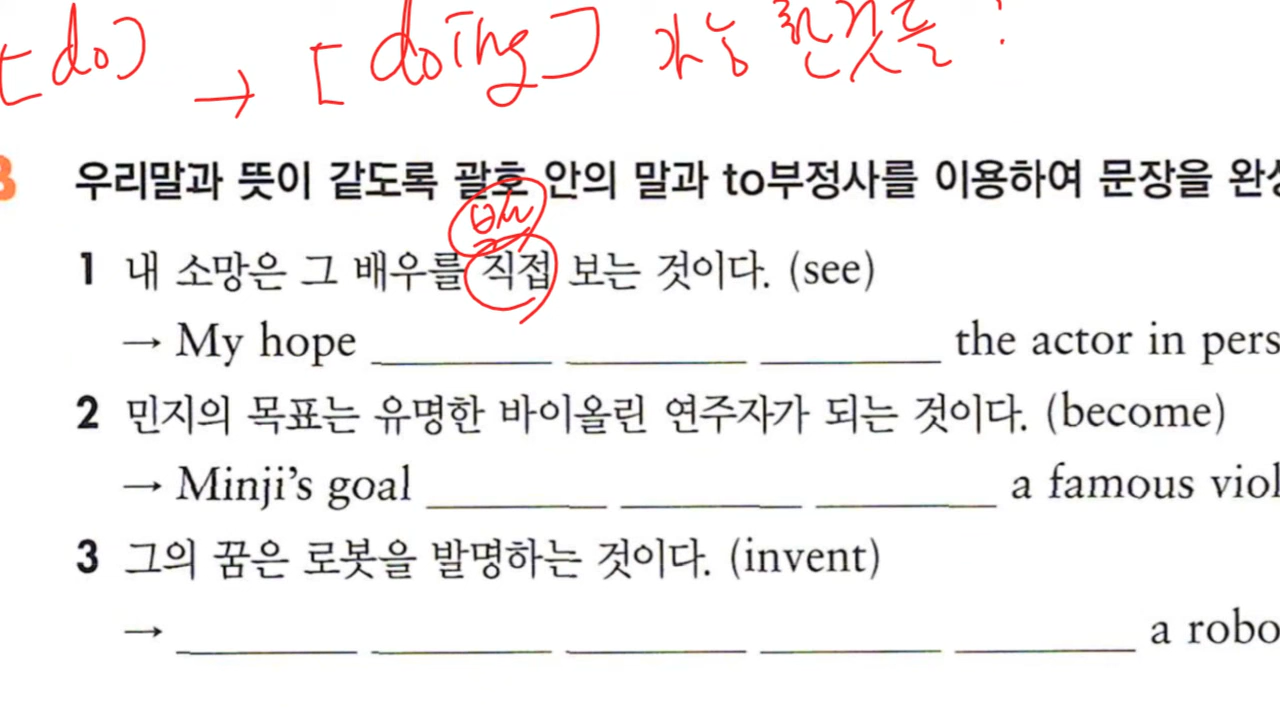 [do] → [doing] 가능한것들?
우리말과 뜻이 같도록 괄호 안의 말과 to부정사를 이용하여 문장을
1 내 소망은 그 배우를 직접 보는 것이다. (see)
→ My hope ________ ________ ________ the actor in pers
2 민지의 목표는 유명한 바이올린 연주자가 되는 것이다. (become)
→ Minji's goal ________ ________ ________ a famous viol
3 그의 꿈은 로봇을 발명하는 것이다. (invent)
→ ________ ________ ________ ________ ________ a robo